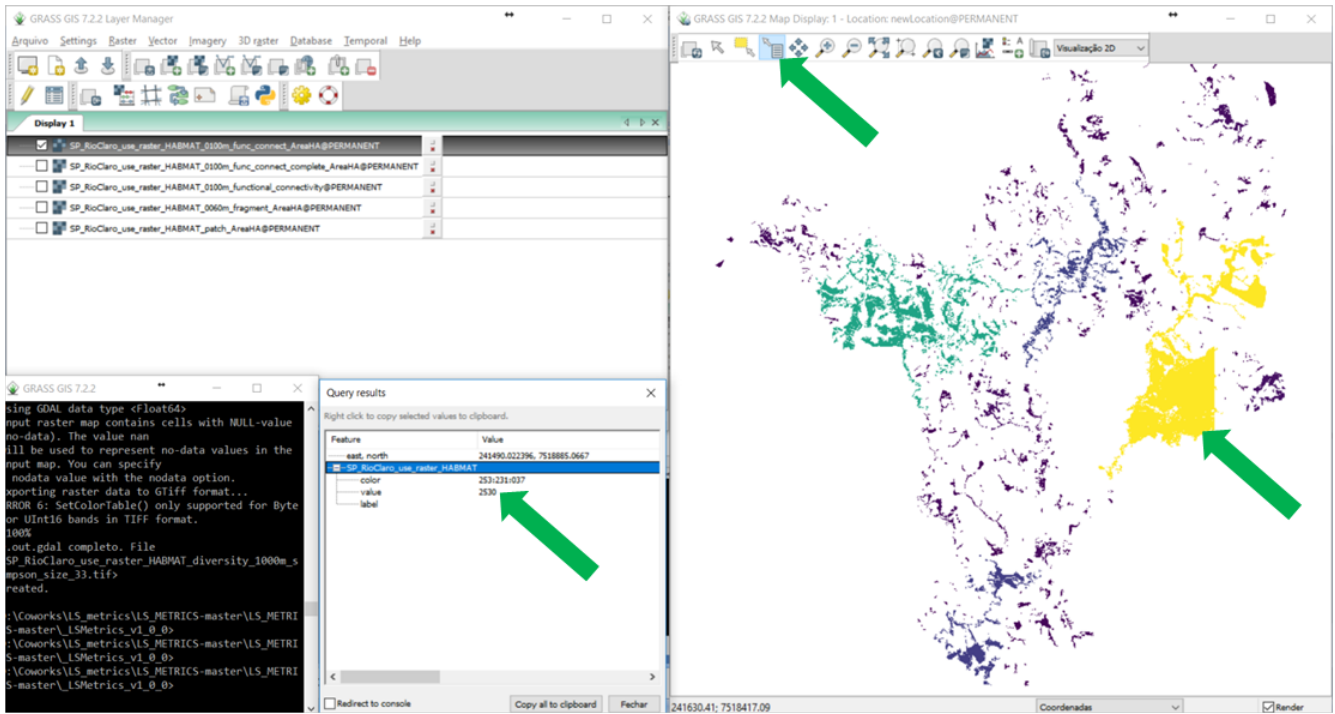 GRASS GIS 7.2.2 Layer Manager
Arquivo Settings Raster Vector Imagery 3D raster Database Temporal Help
Display 1
SP_RioClaro_use_raster_HABMAT_0100m_func_connect_AreaHA@PERMANENT
SP_RioClaro_use_raster_HABMAT_0100m_func_connect_complete_AreaHA@PERMANENT
SP_RioClaro_use_raster_HABMAT_0100m_functional_connectivity@PERMANENT
SP_RioClaro_use_raster_HABMAT_0060m_fragment_AreaHA@PERMANENT
SP_RioClaro_use_raster_HABMAT_patch_AreaHA@PERMANENT
GRASS GIS 7.2.2
sing GDAL data type <Float64>
nput raster map contains cells with NULL-value
no-data). The value nan
ill be used to represent no-data values in the
nput map. You can specify
nodata value with the nodata option.
xporting raster data to GTiff format...
RROR 6: SetColorTable() only supported for Byte
or UInt16 bands in TIFF format.
100%
.out.gdal completo. File
SP_RioClaro_use_raster_HABMAT_diversity_1000m_s
mpson_size_33.tif>
reated.
:\Coworks\LS_metrics\LS_METRICS-master\LS_METRI
S-master\_LSMetrics_v1_0_0>
:\Coworks\LS_metrics\LS_METRICS-master\LS_METRI
S-master\_LSMetrics_v1_0_0>
:\Coworks\LS_metrics\LS_METRICS-master\LS_METRI
S-master\_LSMetrics_v1_0_0>
Query results
Right click to copy selected values to clipboard.
Feature Value
east, north 241490.022396, 7518885.0667
SP_RioClaro_use_raster_HABMAT
color 253:231:037
value 2530
label
Redirect to console Copy all to clipboard Fechar
GRASS GIS 7.2.2 Map Display: 1 - Location: newLocation@PERMANENT
Visualização 2D
241630.41; 7518417.09 Coordenadas Render